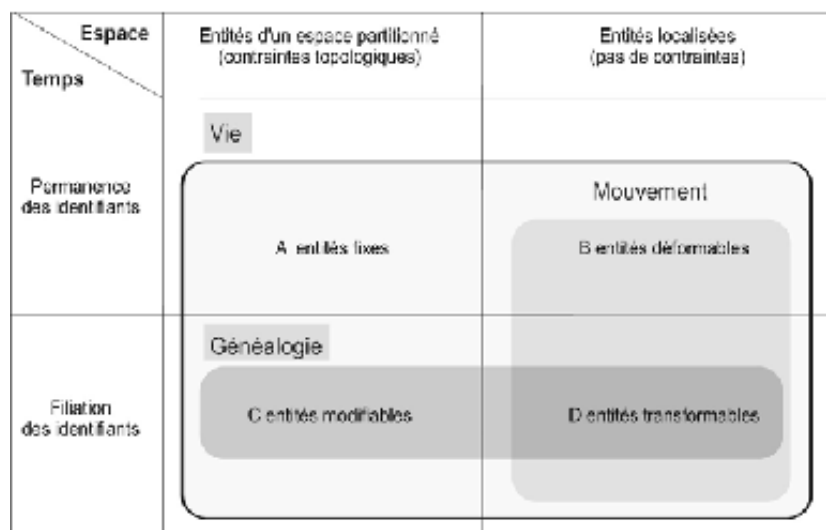 Espace
Temps
Entités d'un espace partitionné
(contraintes topologiques)
Entités localisées
(pas de contraintes)
Vie
Permanence
des identifiants
Mouvement
A entités fixes
B entités déformables
Généalogie
Filiation
des identifiants
C entités modifiables
D entités transformables